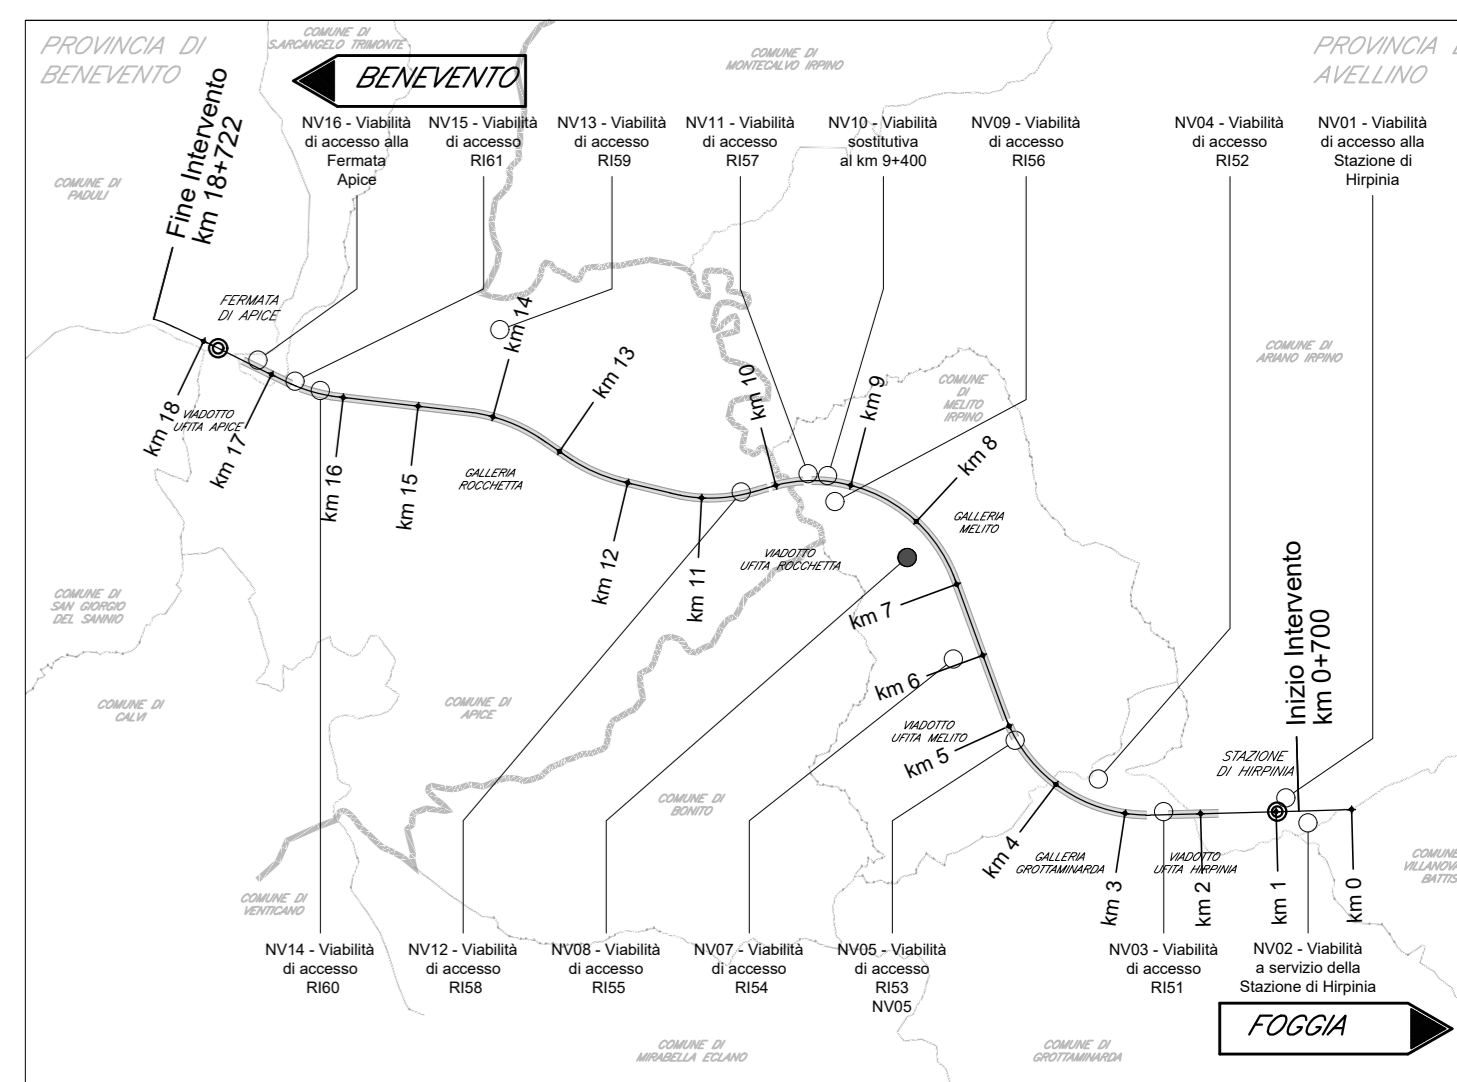 PROVINCIA DI
BENEVENTO
COMUNE DI
S.ARCANGELO TRIMONTE
BENEVENTO
COMUNE DI
MONTECALVO IRPINO
PROVINCIA
AVELLINO
NV16 - Viabilità
di accesso alla
Fermata
Apice
NV15 - Viabilità
di accesso
RI61
NV13 - Viabilità
di accesso
RI59
NV11 - Viabilità
di accesso
RI57
NV10 - Viabilità
sostitutiva
al km 9+400
NV09 - Viabilità
di accesso
RI56
NV04 - Viabilità
di accesso
RI52
NV01 - Viabilità
di accesso alla
Stazione di
Hirpinia
COMUNE DI
PADULI
Fine Intervento
km 18+722
FERMATA
DI APICE
COMUNE DI
ARIANO IRPINO
COMUNE
DI
MELITO
IRPINO
km 18
VIADOTTO
UFITA APICE
km 17
km 16
km 15
km 14
km 13
km 12
km 11
km 10
km 9
km 8
km 7
km 6
km 5
km 4
km 3
km 2
km 1
km 0
GALLERIA
ROCCHETTA
VIADOTTO
UFITA ROCCHETTA
GALLERIA
MELITO
VIADOTTO
UFITA MELITO
GALLERIA
GROTTAMINARDA
VIADOTTO
UFITA HIRPINIA
STAZIONE
DI HIRPINIA
Inizio Intervento
km 0+700
COMUNE DI
SAN GIORGIO
DEL SANNIO
COMUNE DI
CALVI
COMUNE DI
APICE
COMUNE DI
BONITO
COMUNE DI
VENTICANO
COMUNE
VILLANOVA
BATTIS
NV14 - Viabilità
di accesso
RI60
NV12 - Viabilità
di accesso
RI58
NV08 - Viabilità
di accesso
RI55
NV07 - Viabilità
di accesso
RI54
NV05 - Viabilità
di accesso
RI53
NV05
NV03 - Viabilità
di accesso
RI51
NV02 - Viabilità
a servizio della
Stazione di Hirpinia
COMUNE DI
MIRABELLA ECLANO
COMUNE DI
GROTTAMINARDA
FOGGIA